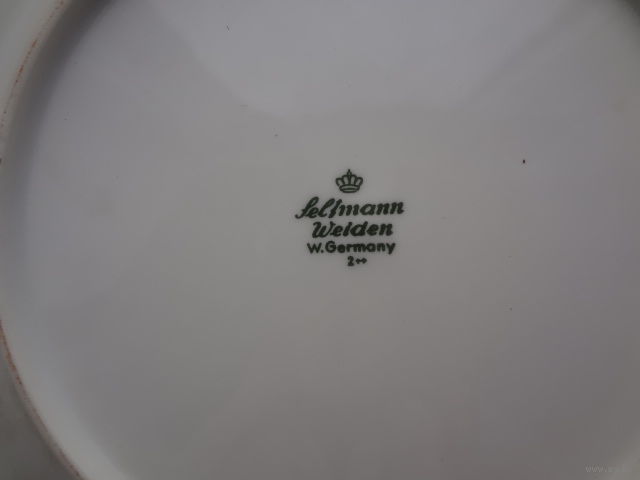 Seltmann
Weiden
W.Germany
2↔